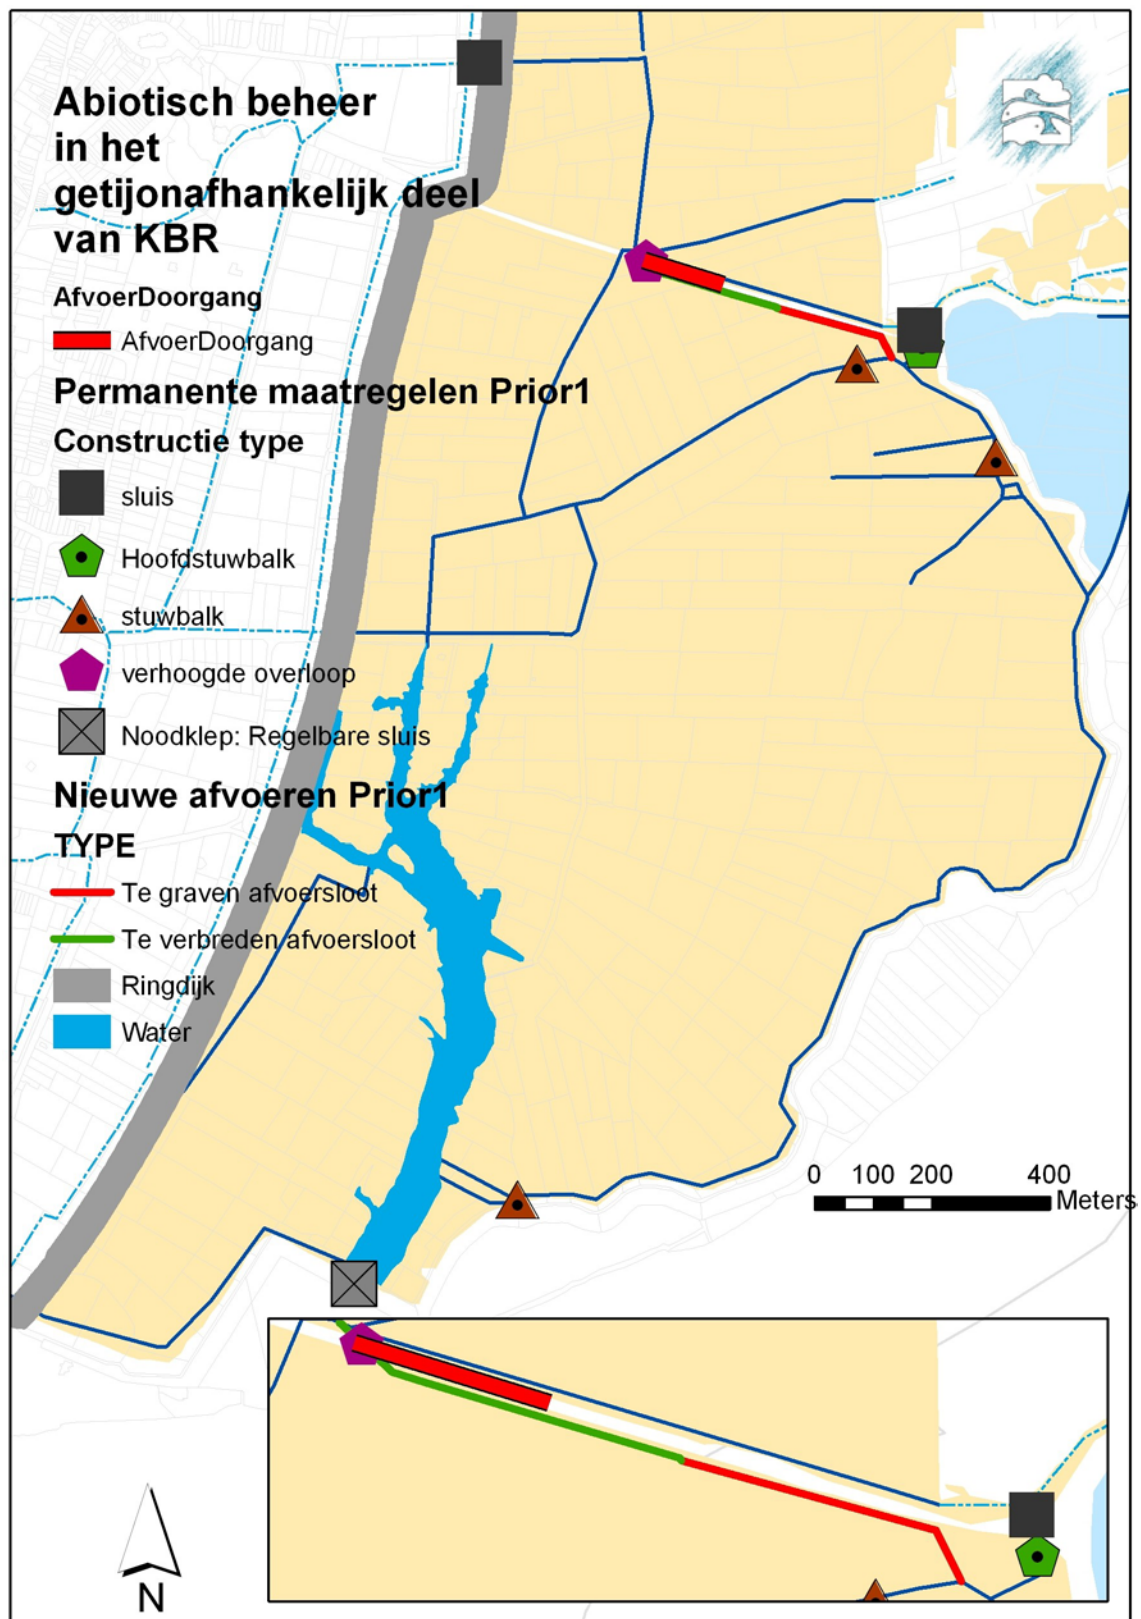 Abiotisch beheer
in het
getijonafhankelijk deel
van KBR
AfvoerDoorgang
AfvoerDoorgang
Permanente maatregelen Prior1
Constructie type
sluis
Hoofdstuwbalk
stuwbalk
verhoogde overloop
Noodklep: Regelbare sluis
Nieuwe afvoeren Prior1
TYPE
Te graven afvoersloot
Te verbreden afvoersloot
Ringdijk
Water
0 100 200 400
Meters
N